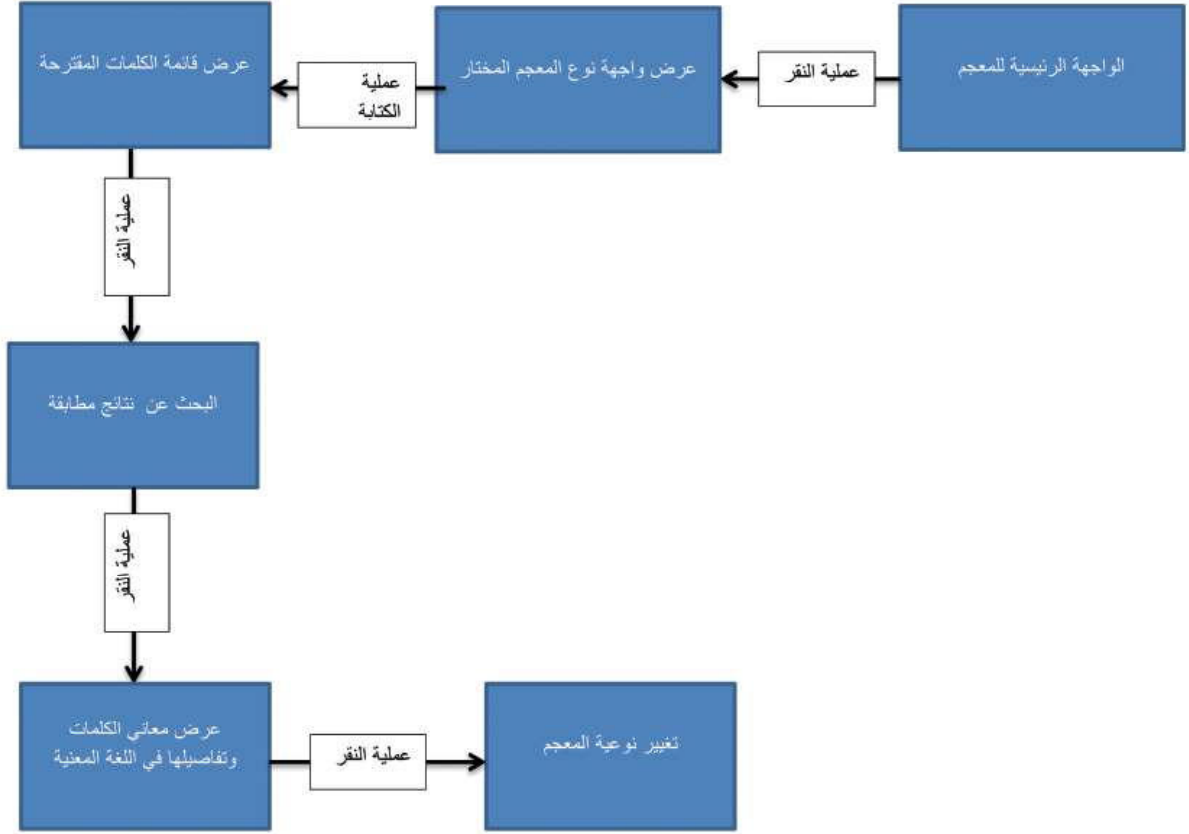 الواجهة الرئيسية للمعجم
عملية النقر
عرض واجهة نوع المعجم المختار
عملية
الكتابة
عرض قائمة الكلمات المقترحة
عملية النقر
البحث عن نتائج مطابقة
عملية النقر
عرض معاني الكلمات
وتفاصيلها في اللغة المعنية
عملية النقر
تغيير نوعية المعجم